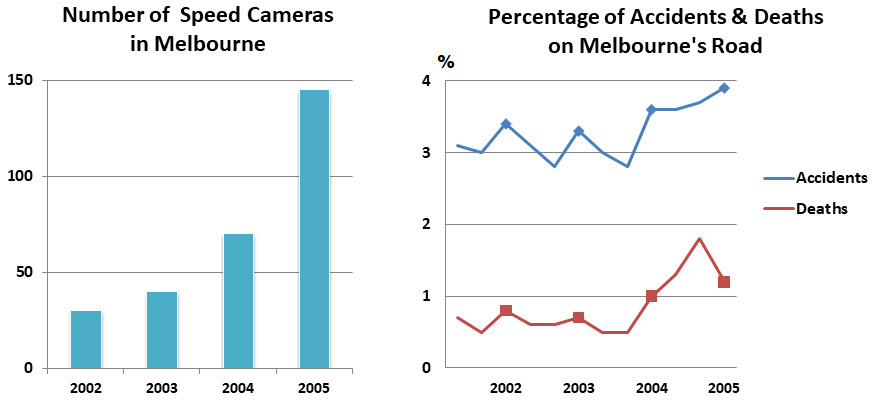 Number of Speed Cameras
in Melbourne
150
100
50
0
2002 2003 2004 2005
Percentage of Accidents & Deaths
on Melbourne's Road
%
4
3
2
1
0
2002 2003 2004 2005
Accidents
Deaths